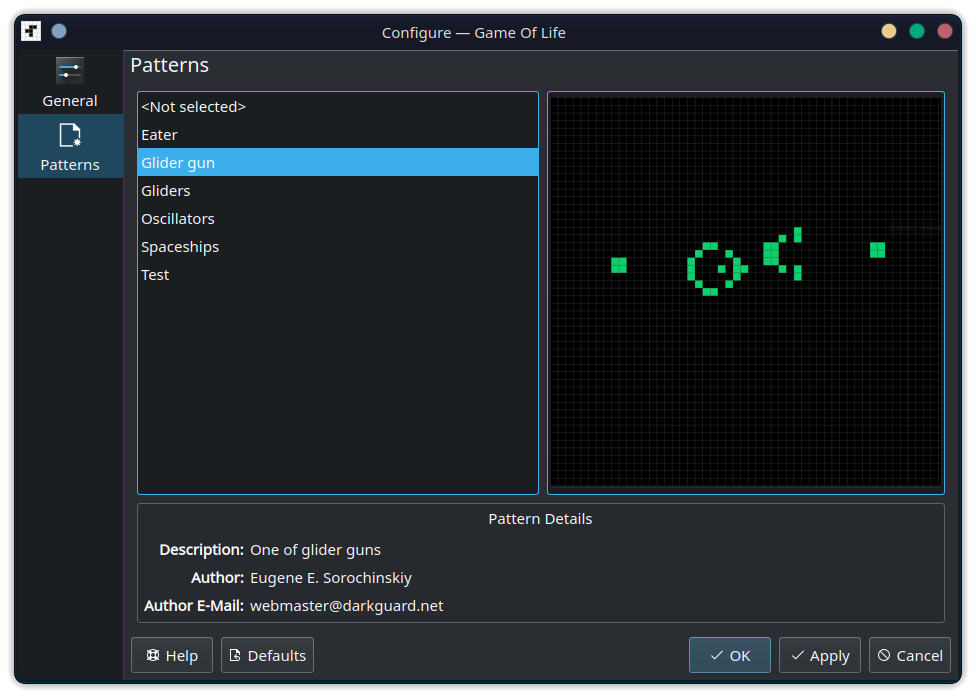 Configure — Game Of Life
General
Patterns
Patterns
<Not selected>
Eater
Glider gun
Gliders
Oscillators
Spaceships
Test
Pattern Details
Description: One of glider guns
Author: Eugene E. Sorochinskiy
Author E-Mail: webmaster@darkguard.net
Help Defaults OK Apply Cancel